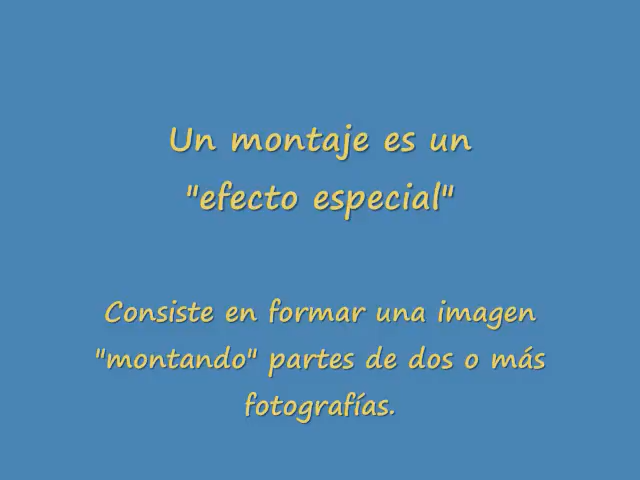 Un montaje es un
"efecto especial"
Consiste en formar una imagen
"montando" partes de dos o más
fotografías.